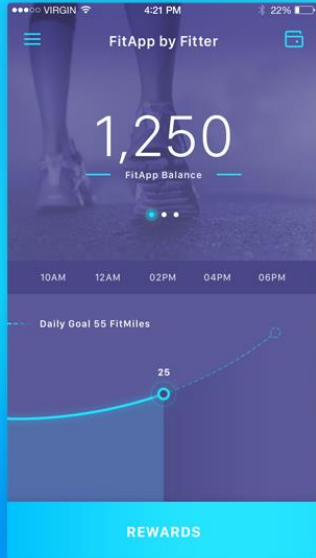 VIRGIN 4:21 PM 22%
FitApp by Fitter
1,250
FitApp Balance
10AM 12AM 02PM 04PM 06PM
Daily Goal 55 FitMiles
25
REWARDS